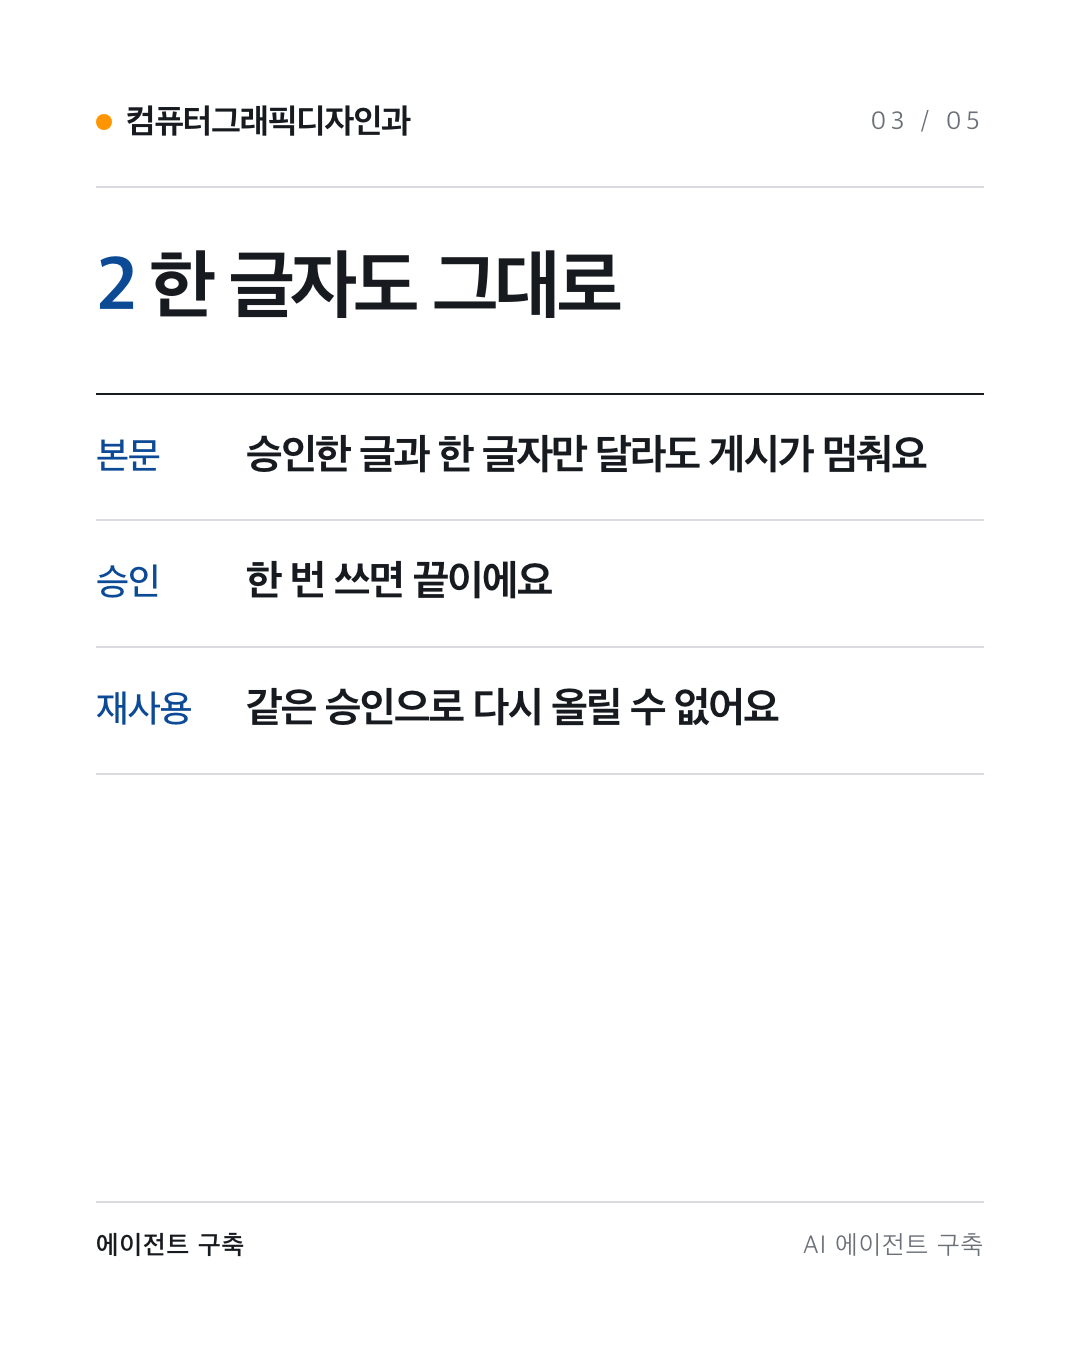 컴퓨터그래픽디자인과
03 / 05
2 한 글자도 그대로
본문 승인한 글과 한 글자만 달라도 게시가 멈춰요
승인 한 번 쓰면 끝이에요
재사용 같은 승인으로 다시 올릴 수 없어요
에이전트 구축
AI 에이전트 구축